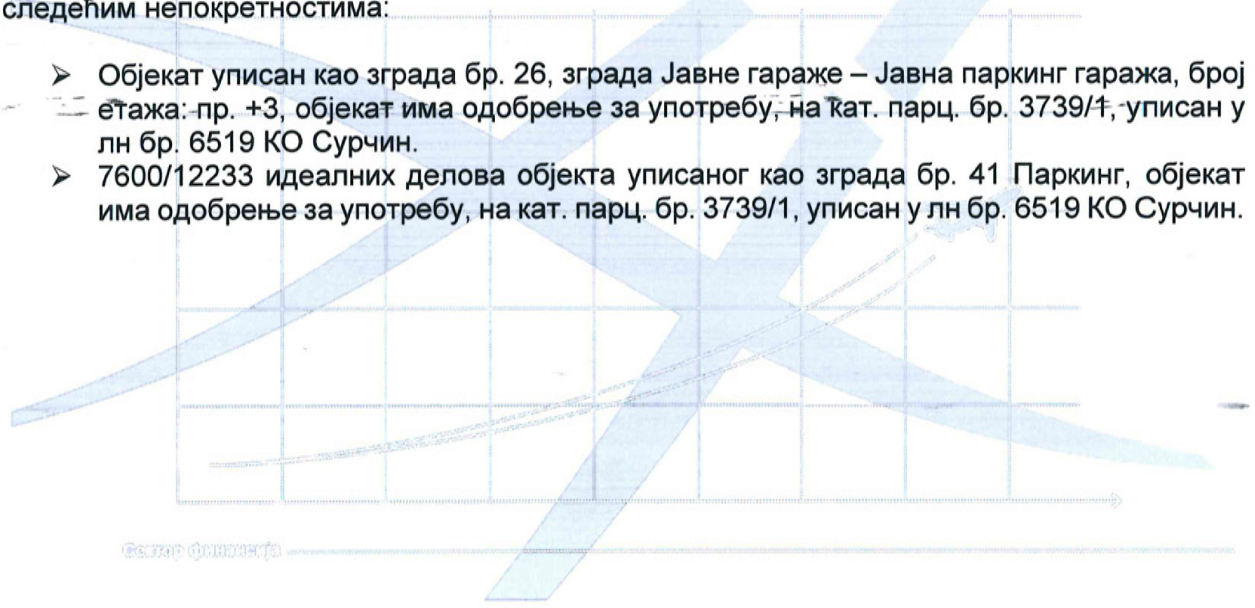 следећим непокретностима:
➢ Објекат уписан као зграда бр. 26, зграда Јавне гараже – Јавна паркинг гаража, број
етажа: пр. +3, објекат има одобрење за употребу, на кат. парц. бр. 3739/1, уписан у
лн бр. 6519 КО Сурчин.
➢ 7600/12233 идеалних делова објекта уписаног као зграда бр. 41 Паркинг, објекат
има одобрење за употребу, на кат. парц. бр. 3739/1, уписан у лн бр. 6519 КО Сурчин.
Сектор финансија